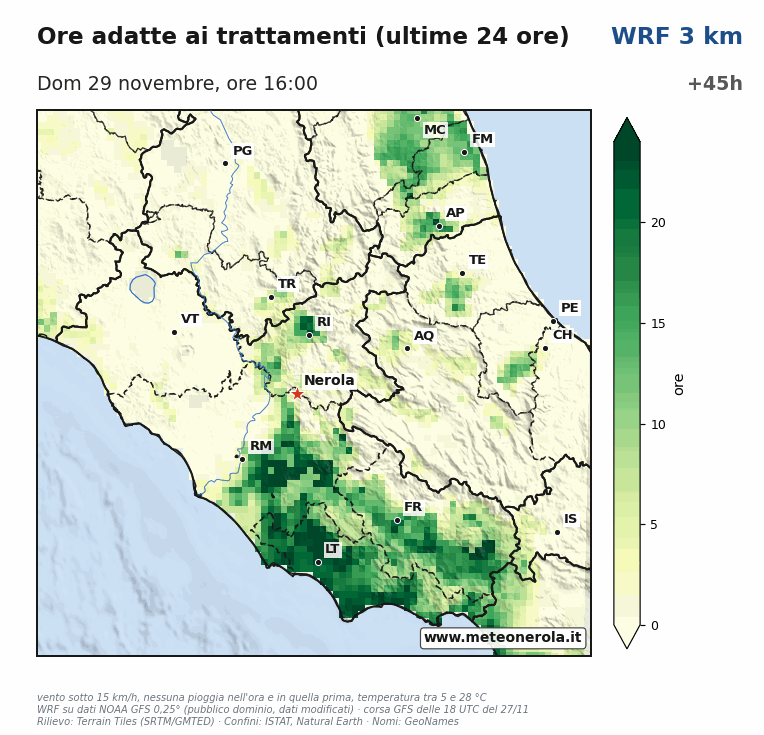 Ore adatte ai trattamenti (ultime 24 ore)
WRF 3 km
Dom 29 novembre, ore 16:00
+45h
MC
FM
PG
AP
TE
TR
PE
VT
RI
AQ
CH
Nerola
RM
FR
IS
LT
www.meteonerola.it
20
15
10
5
0
ore
vento sotto 15 km/h, nessuna pioggia nell'ora e in quella prima, temperatura tra 5 e 28 °C
WRF su dati NOAA GFS 0,25° (pubblico dominio, dati modificati) · corsa GFS delle 18 UTC del 27/11
Rilievo: Terrain Tiles (SRTM/GMTED) · Confini: ISTAT, Natural Earth · Nomi: GeoNames